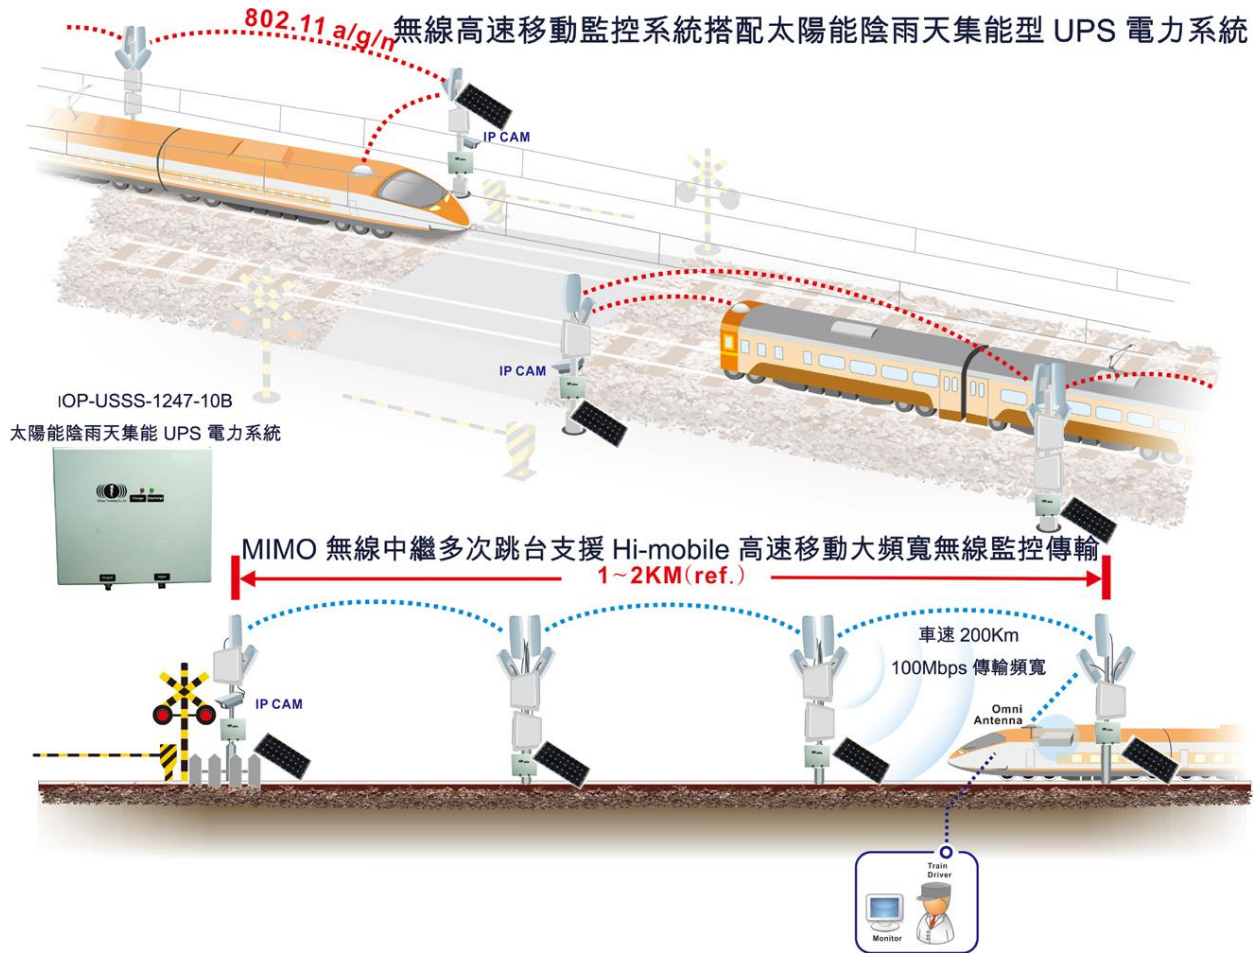 802.11 a/g/n
無線高速移動監控系統搭配太陽能陰雨天集能型 UPS 電力系統
IP CAM
IP CAM
iOP-USSS-1247-10B
太陽能陰雨天集能 UPS 電力系統
Charge
MIMO 無線中繼多次跳台支援 Hi-mobile 高速移動大頻寬無線監控傳輸
1~2KM(ref.)
車速 200Km
100Mbps 傳輸頻寬
IP CAM
Omni
Antenna
Train
Driver
Monitor